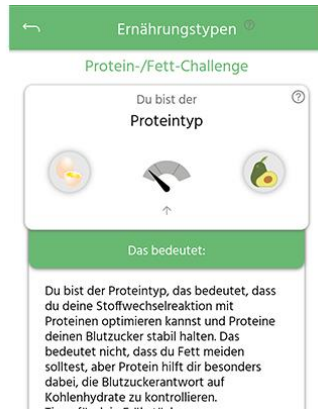 Ernährungstypen ?
Protein-/Fett-Challenge
Du bist der
?
Proteintyp
Das bedeutet:
Du bist der Proteintyp, das bedeutet, dass
du deine Stoffwechselreaktion mit
Proteinen optimieren kannst und Proteine
deinen Blutzucker stabil halten. Das
bedeutet nicht, dass du Fett meiden
solltest, aber Protein hilft dir besonders
dabei, die Blutzuckerantwort auf
Kohlenhydrate zu kontrollieren.